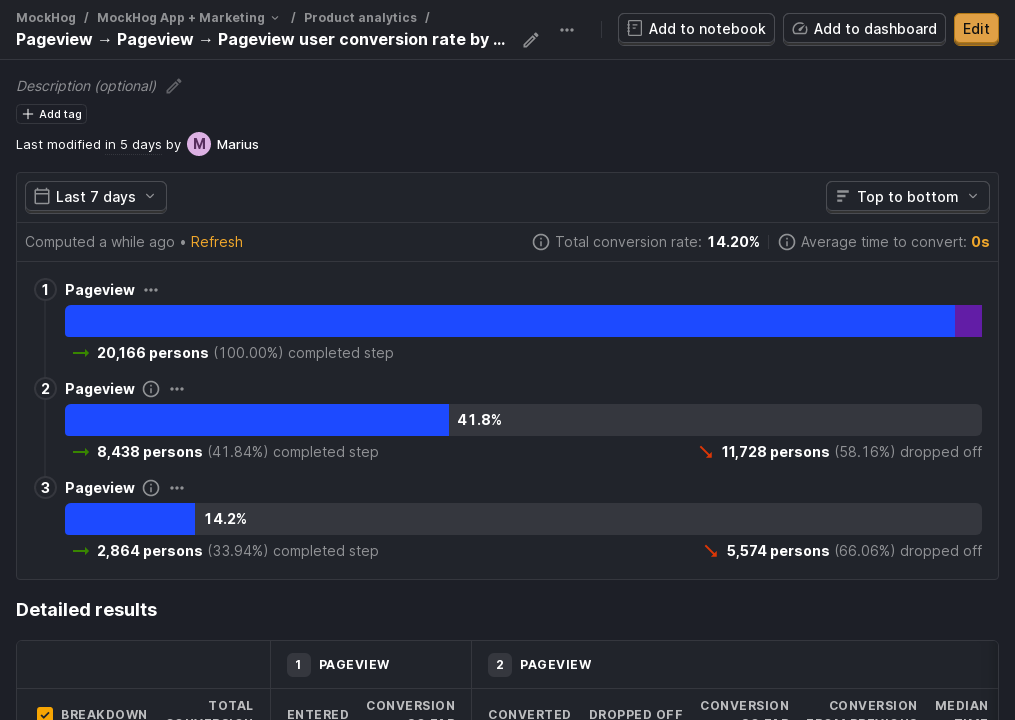 MockHog / MockHog App + Marketing / Product analytics /
Pageview → Pageview → Pageview user conversion rate by ...
Add to notebook
Add to dashboard
Edit
Description (optional)
Add tag
Last modified in 5 days by M Marius
Last 7 days
Top to bottom
Computed a while ago • Refresh
Total conversion rate: 14.20%
Average time to convert: 0s
1 Pageview
20,166 persons (100.00%) completed step
2 Pageview
41.8%
8,438 persons (41.84%) completed step
11,728 persons (58.16%) dropped off
3 Pageview
14.2%
2,864 persons (33.94%) completed step
5,574 persons (66.06%) dropped off
Detailed results
1 PAGEVIEW
2 PAGEVIEW
TOTAL
CONVERSION
CONVERSION
CONVERSION
MEDIAN
BREAKDOWN
ENTERED
CONVERTED
DROPPED OFF